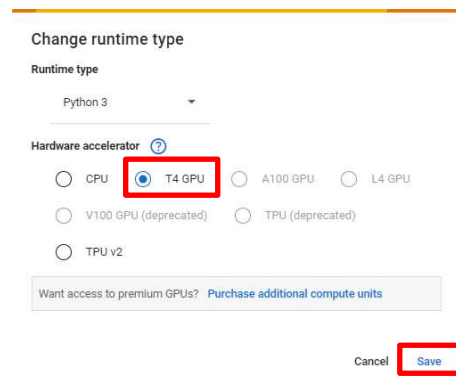 Change runtime type
Runtime type
Python 3
Hardware accelerator ?
CPU T4 GPU A100 GPU L4 GPU
V100 GPU (deprecated) TPU (deprecated)
TPU v2
Want access to premium GPUs? Purchase additional compute units
Cancel Save